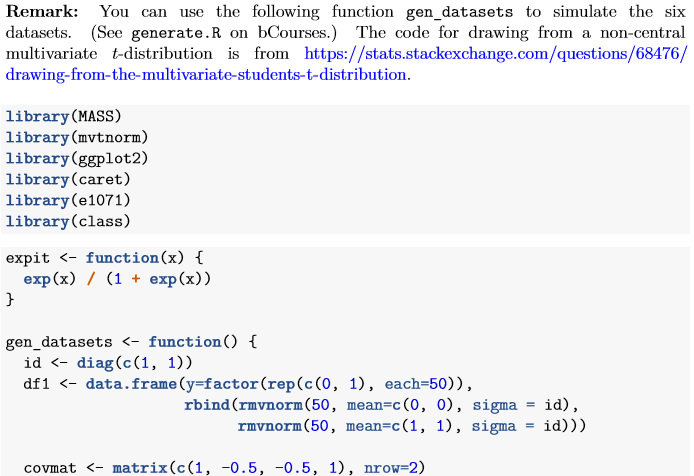 Remark: You can use the following function gen_datasets to simulate the six
datasets. (See generate.R on bCourses.) The code for drawing from a non-central
multivariate t-distribution is from https://stats.stackexchange.com/questions/68476/
drawing-from-the-multivariate-students-t-distribution.
library(MASS)
library(mvtnorm)
library(ggplot2)
library(caret)
library(e1071)
library(class)
expit <- function(x) {
  exp(x) / (1 + exp(x))
}
gen_datasets <- function() {
  id <- diag(c(1, 1))
  df1 <- data.frame(y=factor(rep(c(0, 1), each=50)),
                    rbind(rmvnorm(50, mean=c(0, 0), sigma = id),
                          rmvnorm(50, mean=c(1, 1), sigma = id)))
  covmat <- matrix(c(1, -0.5, -0.5, 1), nrow=2)